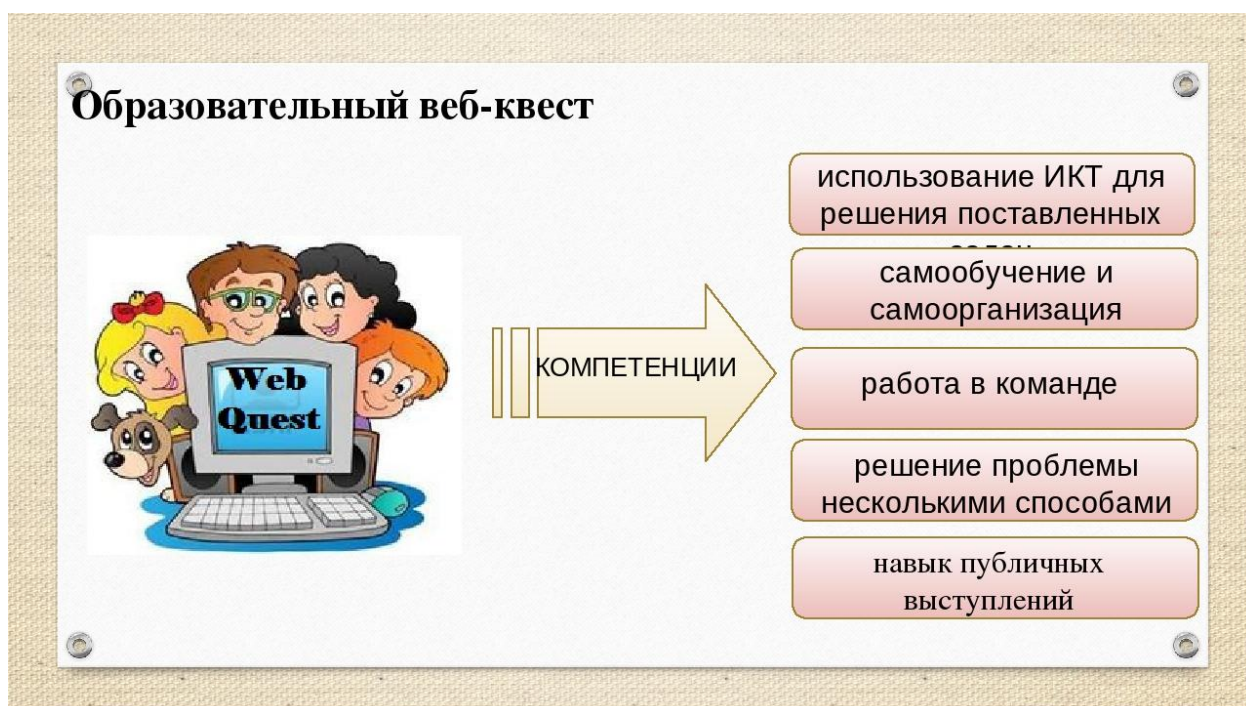 Образовательный веб-квест
Web
Quest
КОМПЕТЕНЦИИ
использование ИКТ для
решения поставленных
самообучение и
самоорганизация
работа в команде
решение проблемы
несколькими способами
навык публичных
выступлений